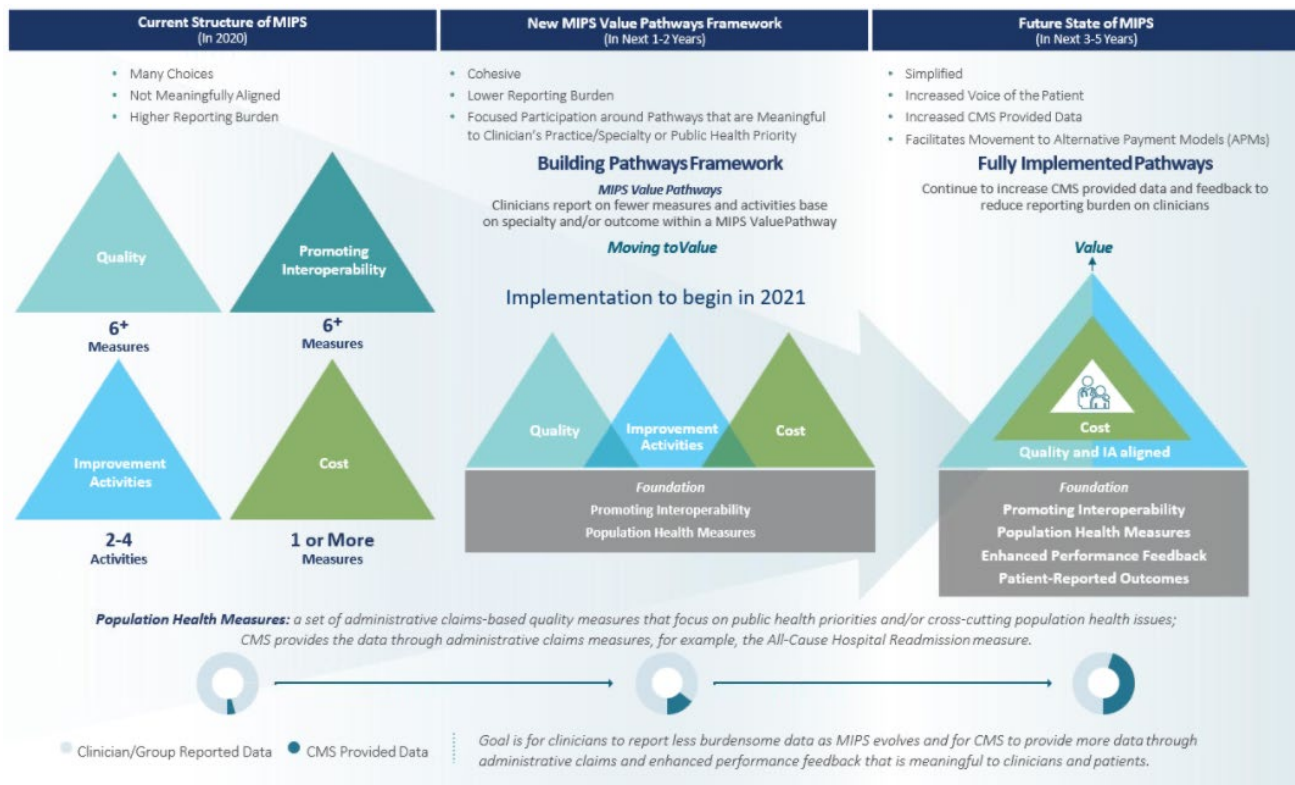 Current Structure of MIPS
(In 2020)
New MIPS Value Pathways Framework
(In Next 1-2 Years)
Future State of MIPS
(In Next 3-5 Years)
• Many Choices
• Not Meaningfully Aligned
• Higher Reporting Burden
• Cohesive
• Lower Reporting Burden
• Focused Participation around Pathways that are Meaningful
to Clinician's Practice/Specialty or Public Health Priority
• Simplified
• Increased Voice of the Patient
• Increased CMS Provided Data
• Facilitates Movement to Alternative Payment Models (APMs)
Quality
6+
Measures
Promoting
Interoperability
6+
Measures
Improvement
Activities
2-4
Activities
Cost
1 or More
Measures
Building Pathways Framework
MIPS Value Pathways
Clinicians report on fewer measures and activities base
on specialty and/or outcome within a MIPS ValuePathway
Moving to Value
Implementation to begin in 2021
Quality
Improvement
Activities
Cost
Foundation
Promoting Interoperability
Population Health Measures
Fully Implemented Pathways
Continue to increase CMS provided data and feedback to
reduce reporting burden on clinicians
Value
Cost
Quality and IA aligned
Foundation
Promoting Interoperability
Population Health Measures
Enhanced Performance Feedback
Patient-Reported Outcomes
Population Health Measures: a set of administrative claims-based quality measures that focus on public health priorities and/or cross-cutting population health issues;
CMS provides the data through administrative claims measures, for example, the All-Cause Hospital Readmission measure.
Clinician/Group Reported Data
CMS Provided Data
Goal is for clinicians to report less burdensome data as MIPS evolves and for CMS to provide more data through
administrative claims and enhanced performance feedback that is meaningful to clinicians and patients.